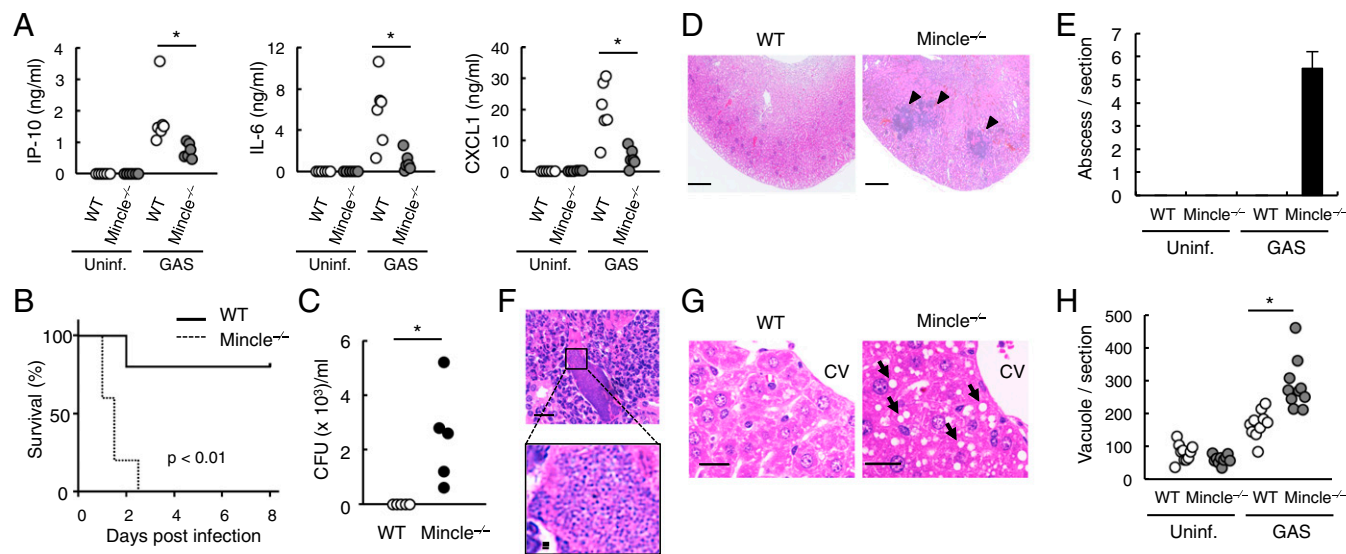 A
IP-10 (ng/ml)
4
3
2
1
0
WT
Mincle⁻/⁻
WT
Mincle⁻/⁻
Uninf.
GAS
*
IL-6 (ng/ml)
12
8
4
0
WT
Mincle⁻/⁻
WT
Mincle⁻/⁻
Uninf.
GAS
*
CXCL1 (ng/ml)
40
30
20
10
0
WT
Mincle⁻/⁻
WT
Mincle⁻/⁻
Uninf.
GAS
*
D
WT
Mincle⁻/⁻
E
Abscess / section
7
6
5
4
3
2
1
0
WT Mincle⁻/⁻ WT Mincle⁻/⁻
Uninf.
GAS
B
WT
Mincle⁻/⁻
Survival (%)
100
50
0
p < 0.01
0 2 4 6 8
Days post infection
C
*
CFU (x 10³)/ml
6
4
2
0
WT Mincle⁻/⁻
F
G
WT
Mincle⁻/⁻
CV
CV
H
*
Vacuole / section
500
400
300
200
100
0
WT Mincle⁻/⁻ WT Mincle⁻/⁻
Uninf.
GAS